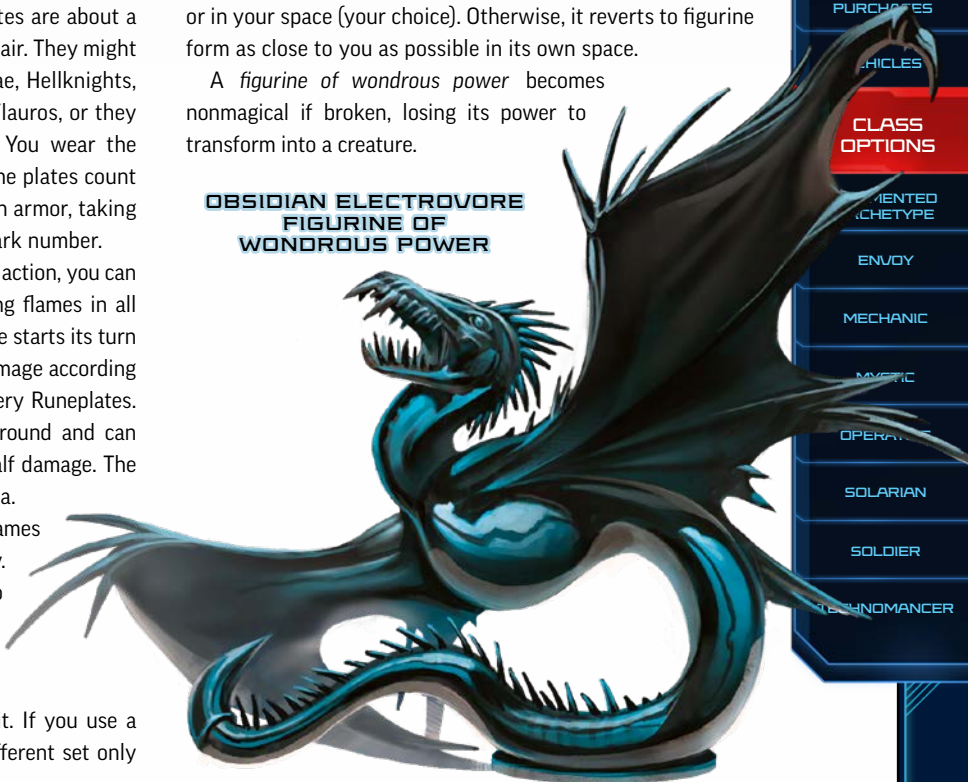 tes are about a
air. They might
ae, Hellknights,
lauros, or they
You wear the
ne plates count
n armor, taking
ark number.
action, you can
ng flames in all
e starts its turn
mage according
ery Runeplates.
round and can
alf damage. The
a.
ames
.
t. If you use a
fferent set only
or in your space (your choice). Otherwise, it reverts to figurine
form as close to you as possible in its own space.
A figurine of wondrous power becomes
nonmagical if broken, losing its power to
transform into a creature.
OBSIDIAN ELECTROVORE
FIGURINE OF
WONDROUS POWER
CLASS
OPTIONS
ENVOY
MECHANIC
SOLARIAN
SOLDIER